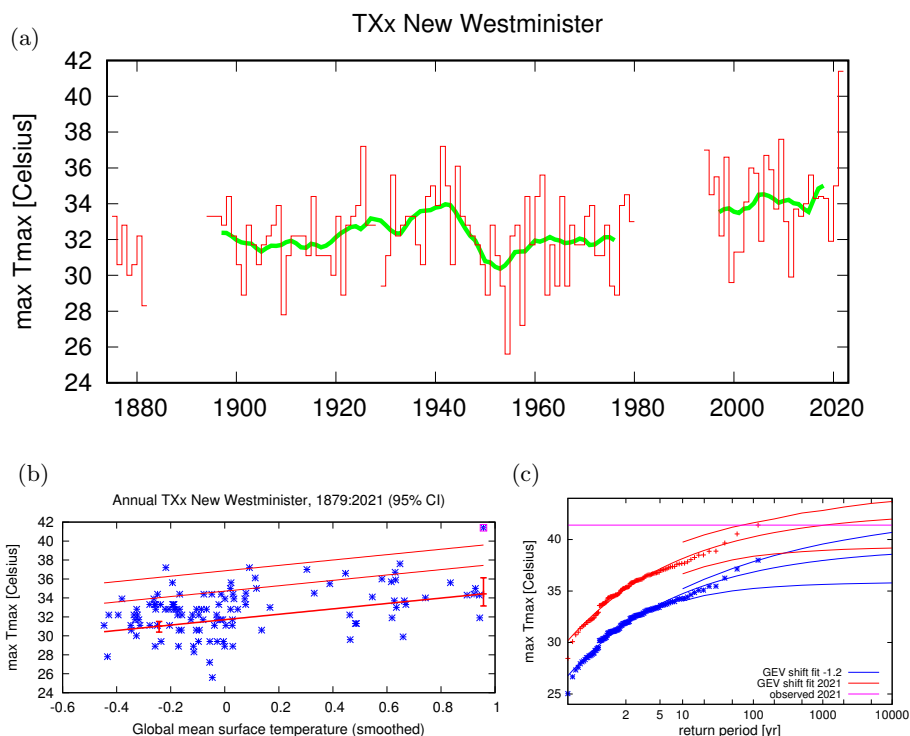 TXx New Westminister
(a)
max Tmax [Celsius]
42
40
38
36
34
32
30
28
26
24
1880 1900 1920 1940 1960 1980 2000 2020
(b)
Annual TXx New Westminister, 1879:2021 (95% CI)
max Tmax [Celsius]
42
40
38
36
34
32
30
28
26
24
-0.6 -0.4 -0.2 0 0.2 0.4 0.6 0.8 1
Global mean surface temperature (smoothed)
(c)
max Tmax [Celsius]
40
35
30
25
GEV shift fit -1.2
GEV shift fit 2021
observed 2021
2 5 10 100 1000 10000
return period [yr]